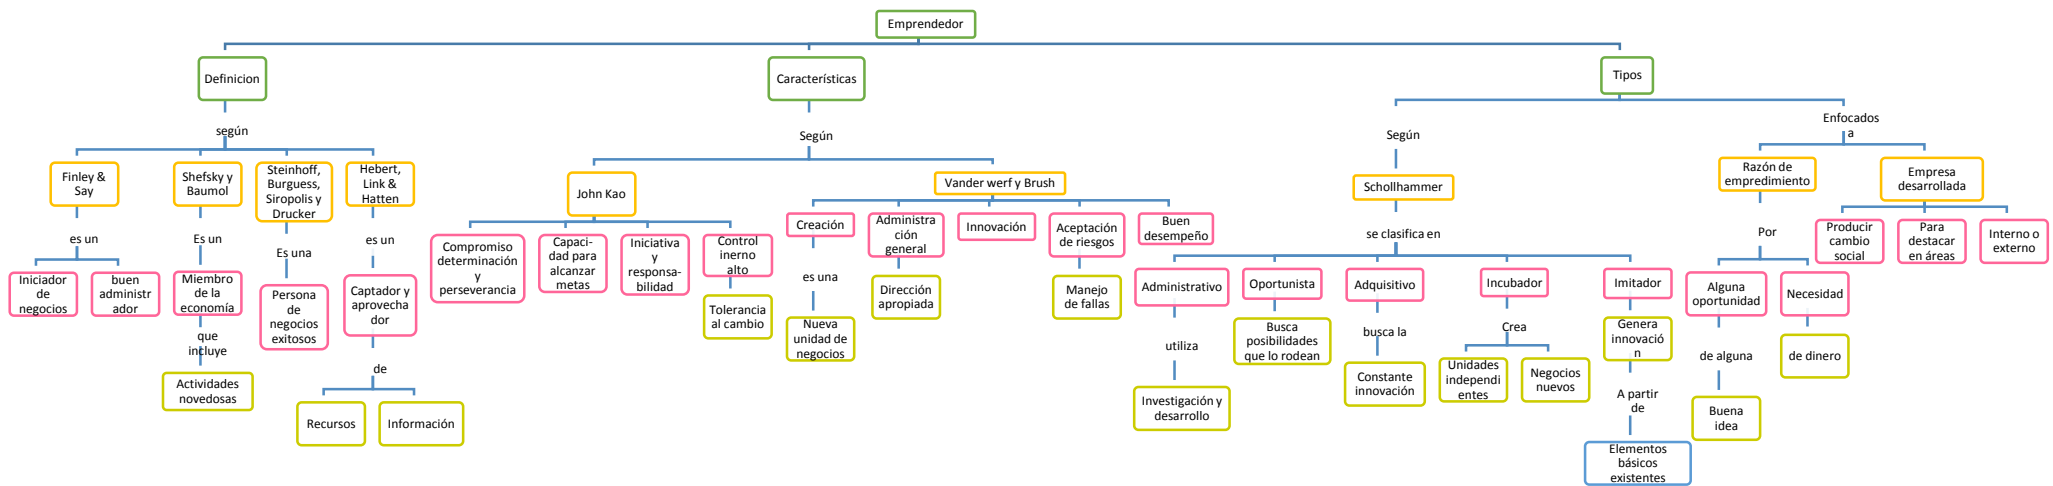 Emprendedor
Definicion
Características
Tipos
según
Según
Según
Enfocados
a
Finley &
Say
Shefsky y
Baumol
Steinhoff,
Burguess,
Siropolis y
Drucker
Hebert,
Link &
Hatten
John Kao
Vander werf y Brush
Schollhammer
Razón de
empredimiento
Empresa
desarrollada
es un
Es un
Es una
es un
Iniciador
de
negocios
buen
administr
ador
Miembro
de la
economía
Persona
de
negocios
exitosos
Captador y
aprovecha
dor
que
incluye
Actividades
novedosas
de
Recursos
Información
Compromiso
determinación
y
perseverancia
Capaci-
dad para
alcanzar
metas
Iniciativa
y
responsa-
bilidad
Control
inerno
alto
Tolerancia
al cambio
Creación
Administra
ción
general
Innovación
Aceptación
de riesgos
Buen
desempeño
es una
Nueva
unidad de
negocios
Dirección
apropiada
Manejo
de fallas
se clasifica en
Administrativo
Oportunista
Adquisitivo
Incubador
Imitador
utiliza
Investigación y
desarrollo
Busca
posibilidades
que lo rodean
busca la
Constante
innovación
Crea
Unidades
independi
entes
Negocios
nuevos
Genera
innovació
n
A partir
de
Elementos
básicos
existentes
Por
Alguna
oportunidad
Necesidad
de alguna
Buena
idea
de dinero
Producir
cambio
social
Para
destacar
en áreas
Interno o
externo